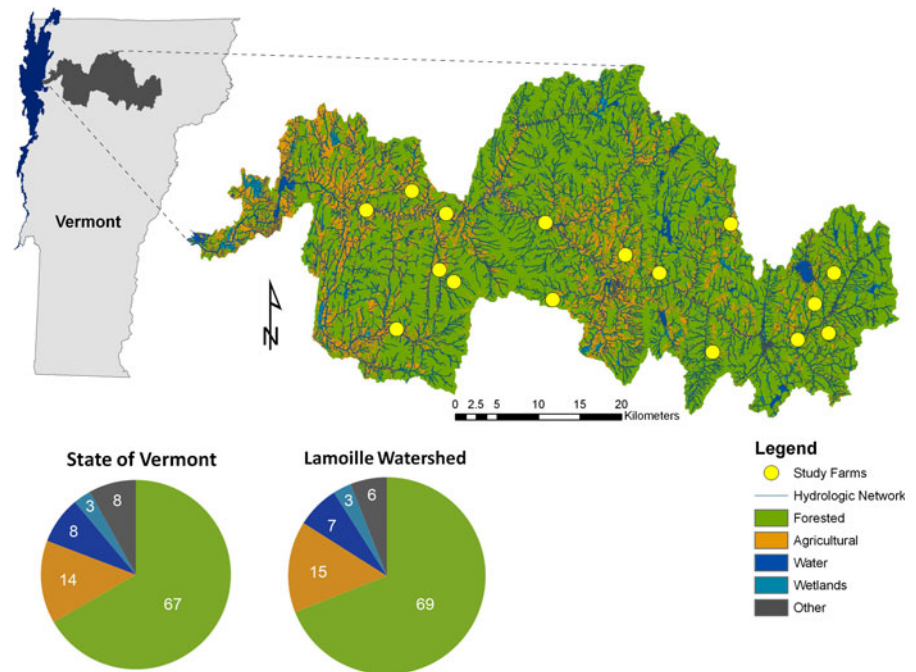 Vermont
N
0 2.5 5 10 15 20
Kilometers
State of Vermont
8
3
8
14
67
Lamoille Watershed
6
3
7
15
69
Legend
Study Farms
Hydrologic Network
Forested
Agricultural
Water
Wetlands
Other